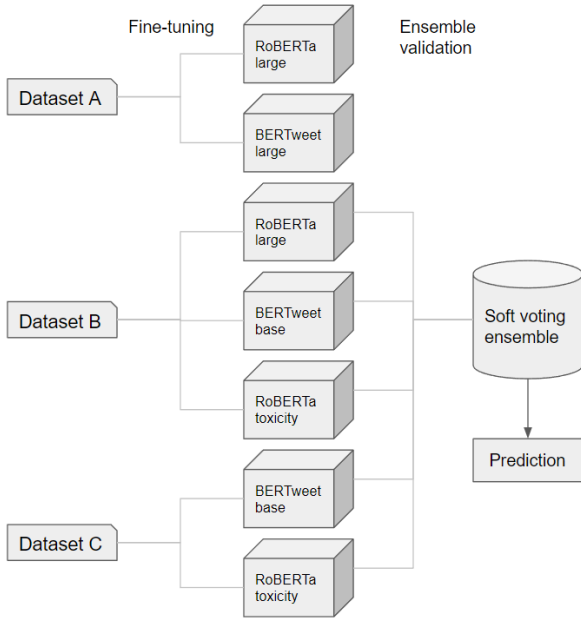 Fine-tuning
Ensemble
validation
Dataset A
RoBERTa
large
BERTweet
large
Dataset B
RoBERTa
large
BERTweet
base
RoBERTa
toxicity
Dataset C
BERTweet
base
RoBERTa
toxicity
Soft voting
ensemble
Prediction